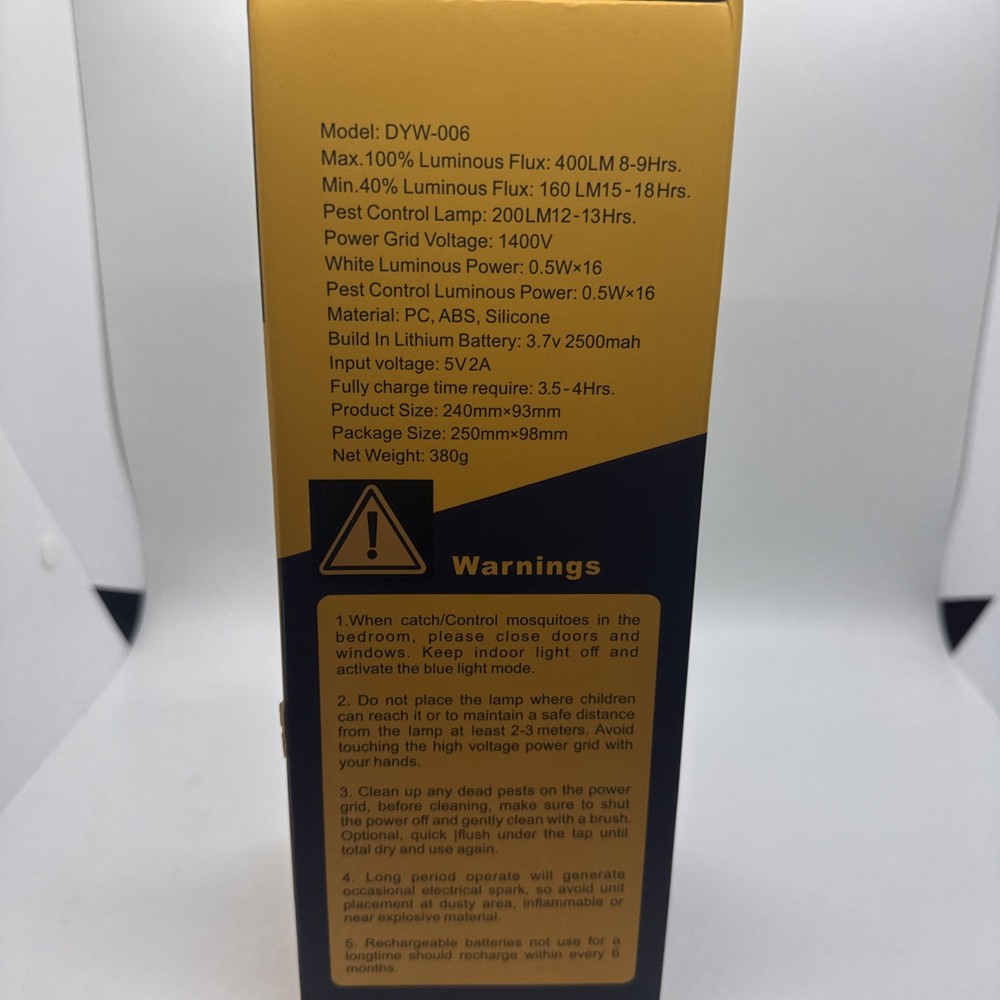 Model: DYW-006
Max.100% Luminous Flux: 400LM 8-9Hrs.
Min.40% Luminous Flux: 160 LM15-18Hrs.
Pest Control Lamp: 200LM12-13Hrs.
Power Grid Voltage: 1400V
White Luminous Power: 0.5W×16
Pest Control Luminous Power: 0.5W×16
Material: PC, ABS, Silicone
Build In Lithium Battery: 3.7v 2500mah
Input voltage: 5V2A
Fully charge time require: 3.5-4Hrs.
Product Size: 240mm×93mm
Package Size: 250mm×98mm
Net Weight: 380g
!
Warnings
1.When catch/Control mosquitoes in the
bedroom, please close doors and
windows. Keep indoor light off and
activate the blue light mode.
2. Do not place the lamp where children
can reach it or to maintain a safe distance
from the lamp at least 2-3 meters. Avoid
touching the high voltage power grid with
your hands.
3. Clean up any dead pests on the power
grid, before cleaning, make sure to shut
the power off and gently clean with a brush.
Optional, quick |flush under the tap until
total dry and use again.
4. Long period operate will generate
occasional electrical spark, so avoid unit
placement at dusty area, inflammable or
near explosive material.
5. Rechargeable batteries not use for a
longtime should recharge within every 6
months.